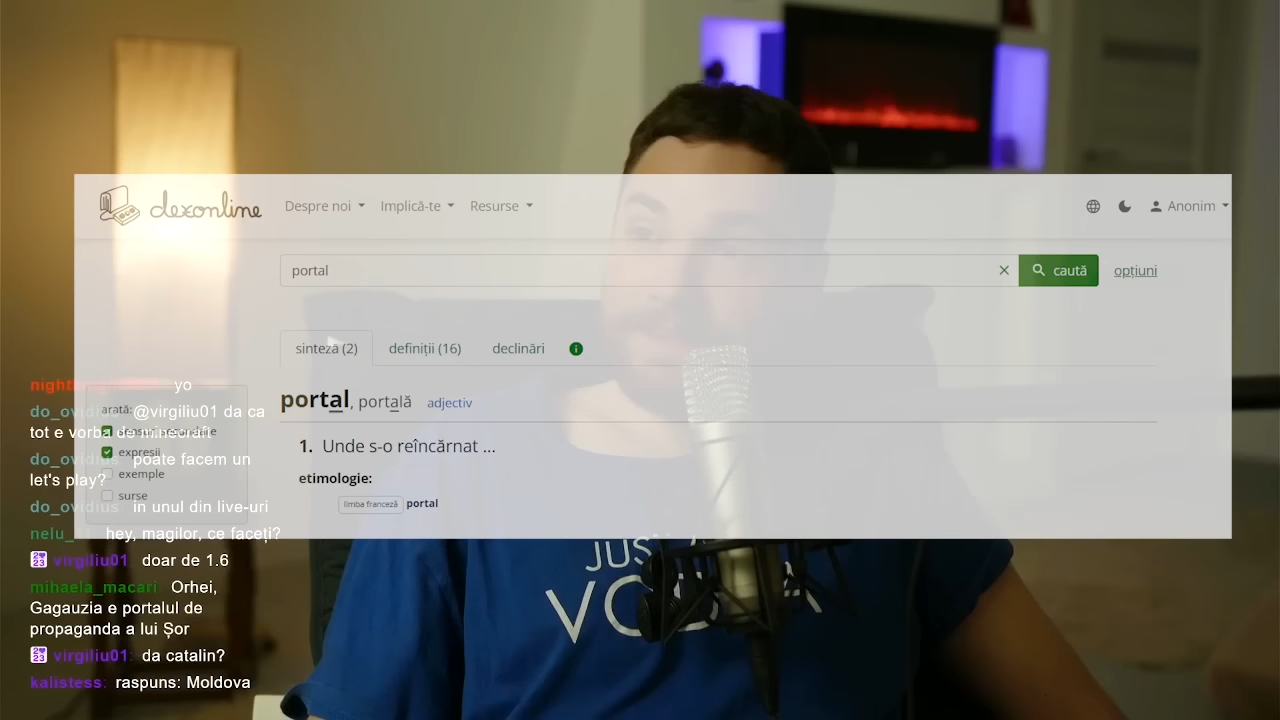 dexonline
Despre noi Implică-te Resurse Anonim
portal caută opțiuni
sinteză (2) definiții (16) declinări
portal, portală adjectiv
1. Unde s-o reîncărnat ...
etimologie:
limba franceză portal
arată:
expresii
exemple
surse
yo
do_ovidius @virgiliu01 da ca
tot e vorba de minecraft
do_ovidius poate facem un
let's play?
do_ovidius in unul din live-uri
hey, magilor, ce faceți?
virgiliu01 doar de 1.6
mihaela_macari Orhei,
Gagauzia e portalul de
propaganda a lui Șor
virgiliu01: da catalin?
kalistess: raspuns: Moldova